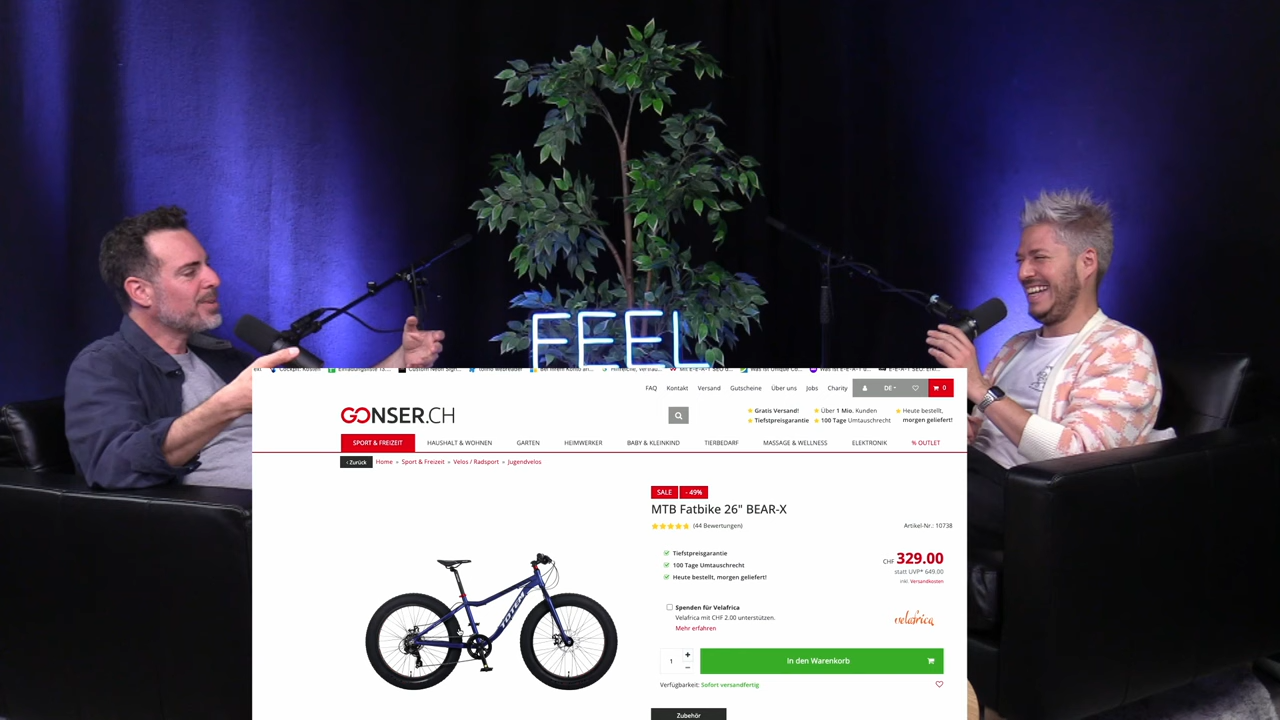 FFEL
FAQ Kontakt Versand Gutscheine Über uns Jobs Charity DE 0
GONSER.CH
Gratis Versand! Über 1 Mio. Kunden Heute bestellt,
Tiefstpreisgarantie 100 Tage Umtauschrecht morgen geliefert!
SPORT & FREIZEIT HAUSHALT & WOHNEN GARTEN HEIMWERKER BABY & KLEINKIND TIERBEDARF MASSAGE & WELLNESS ELEKTRONIK % OUTLET
‹ Zurück Home » Sport & Freizeit » Velos / Radsport » Jugendvelos
SALE - 49%
MTB Fatbike 26" BEAR-X
(44 Bewertungen) Artikel-Nr.: 10738
Tiefstpreisgarantie
100 Tage Umtauschrecht
Heute bestellt, morgen geliefert!
CHF 329.00
statt UVP* 649.00
inkl. Versandkosten
TOTEM
Spenden für Velafrica
Velafrica mit CHF 2.00 unterstützen.
Mehr erfahren
velafrica
1 + −
In den Warenkorb
Verfügbarkeit: Sofort versandfertig
Zubehör